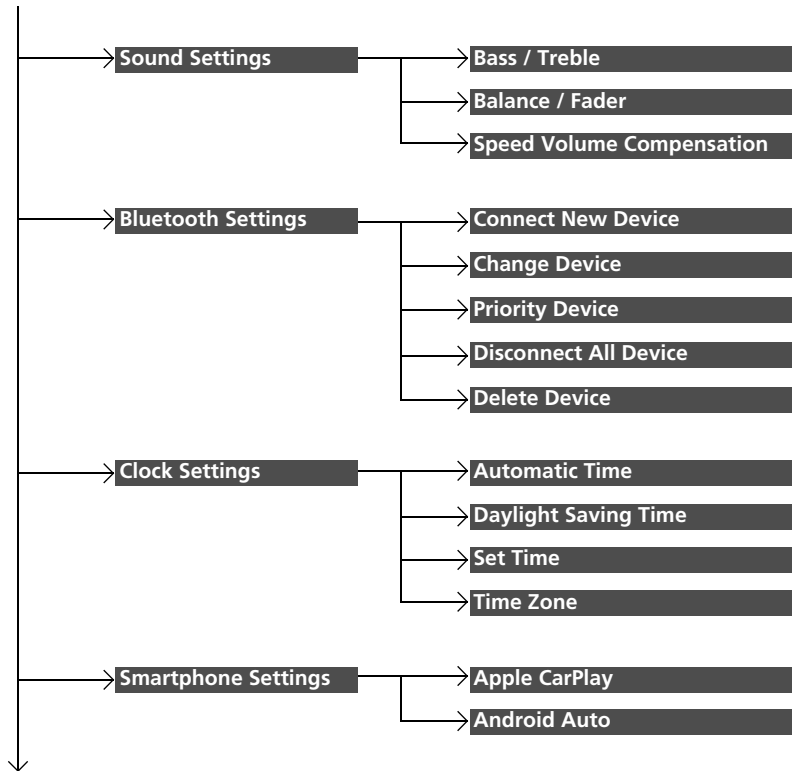 Sound Settings
Bass / Treble
Balance / Fader
Speed Volume Compensation
Bluetooth Settings
Connect New Device
Change Device
Priority Device
Disconnect All Device
Delete Device
Clock Settings
Automatic Time
Daylight Saving Time
Set Time
Time Zone
Smartphone Settings
Apple CarPlay
Android Auto